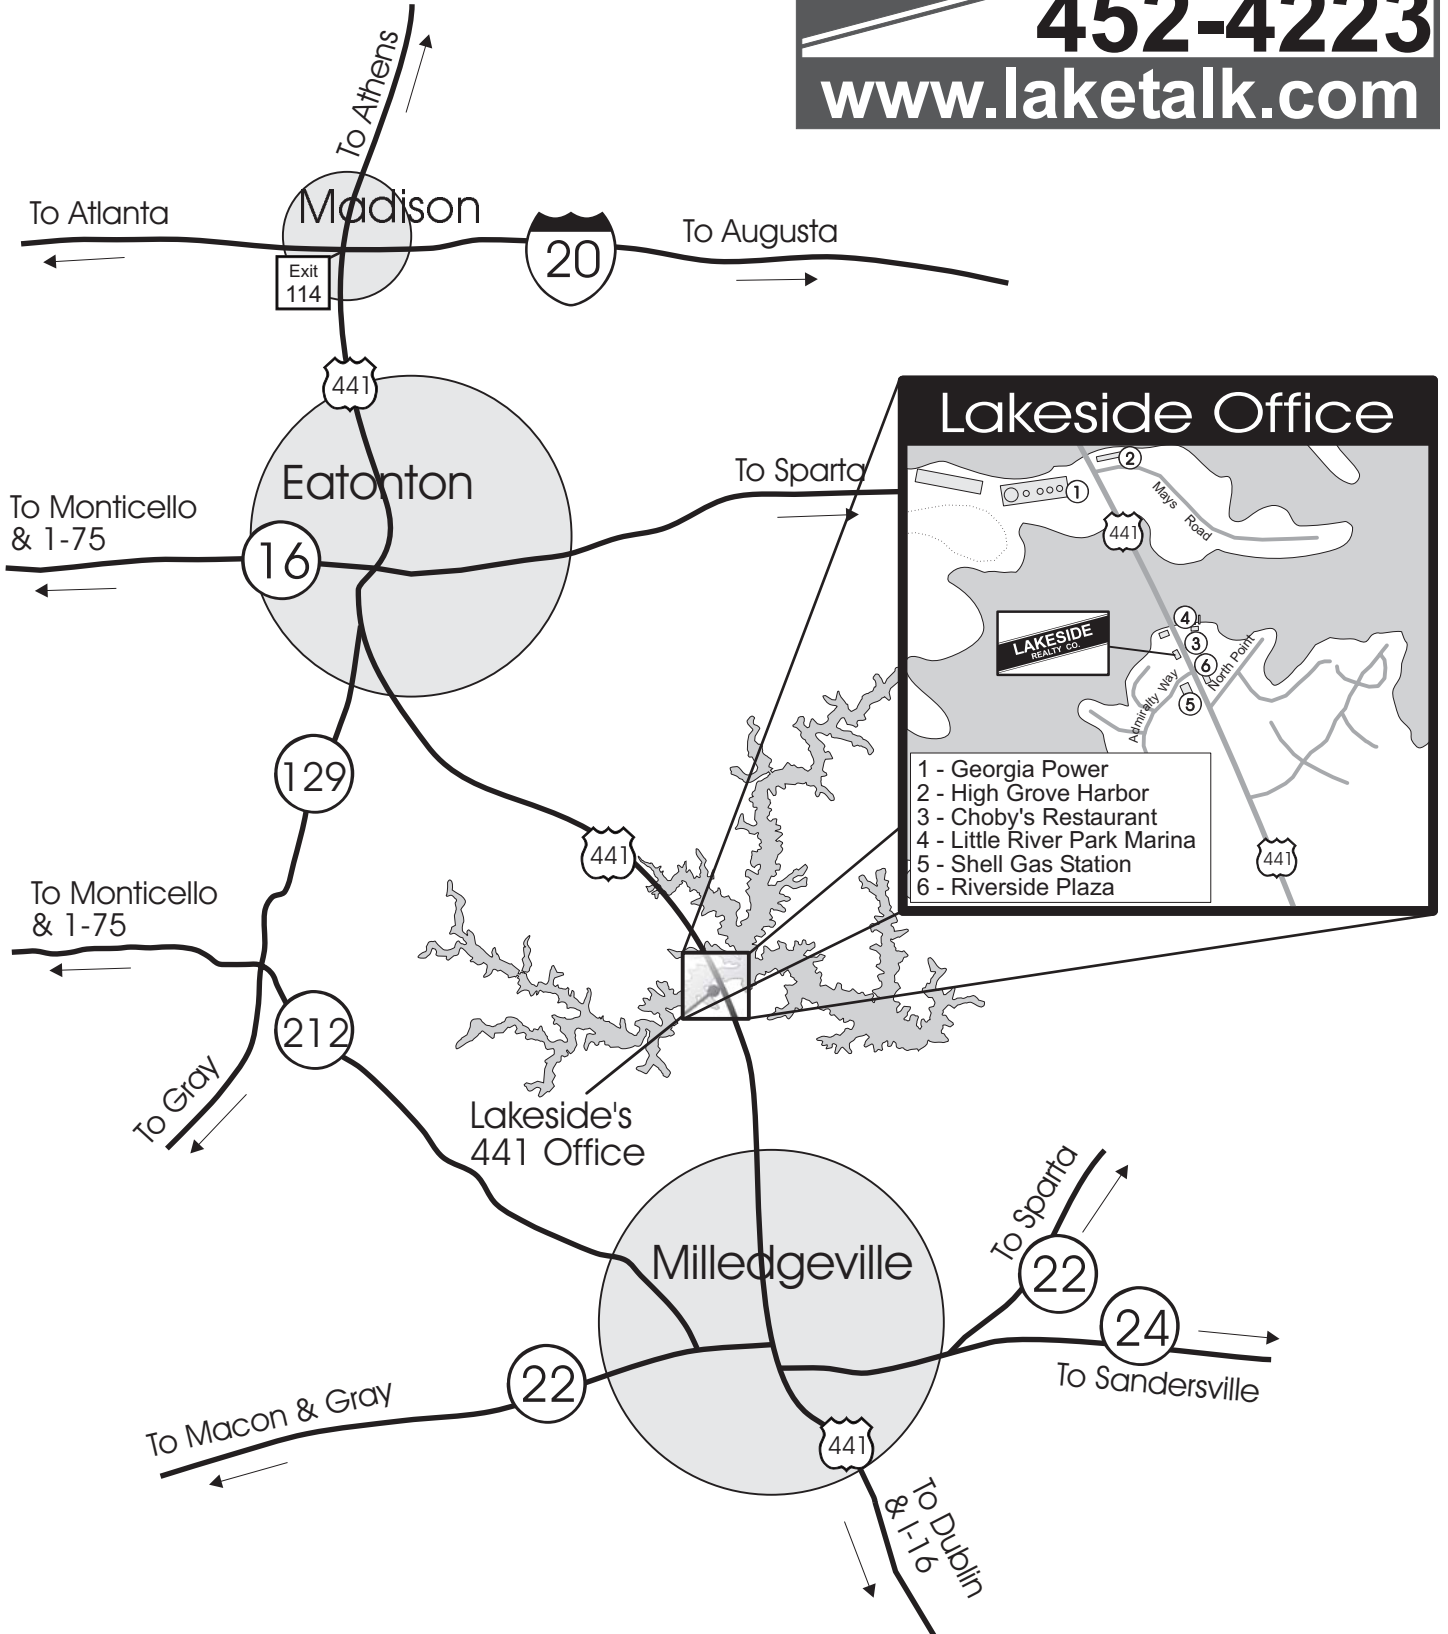 452-4223
www.laketalk.com
To Athens
Madison
To Atlanta
20
To Augusta
Exit
114
441
Lakeside Office
Eatonton
To Sparta
To Monticello
& 1-75
16
2
1
Mays Road
441
4
LAKESIDE
REALTY CO.
3
6
North Point
Admiralty Way
5
1 - Georgia Power
2 - High Grove Harbor
3 - Choby's Restaurant
4 - Little River Park Marina
5 - Shell Gas Station
6 - Riverside Plaza
441
129
441
To Monticello
& 1-75
212
To Gray
Lakeside's
441 Office
To Sparta
Milledgeville
22
24
To Sandersville
22
To Macon & Gray
441
To Dublin
& I-16